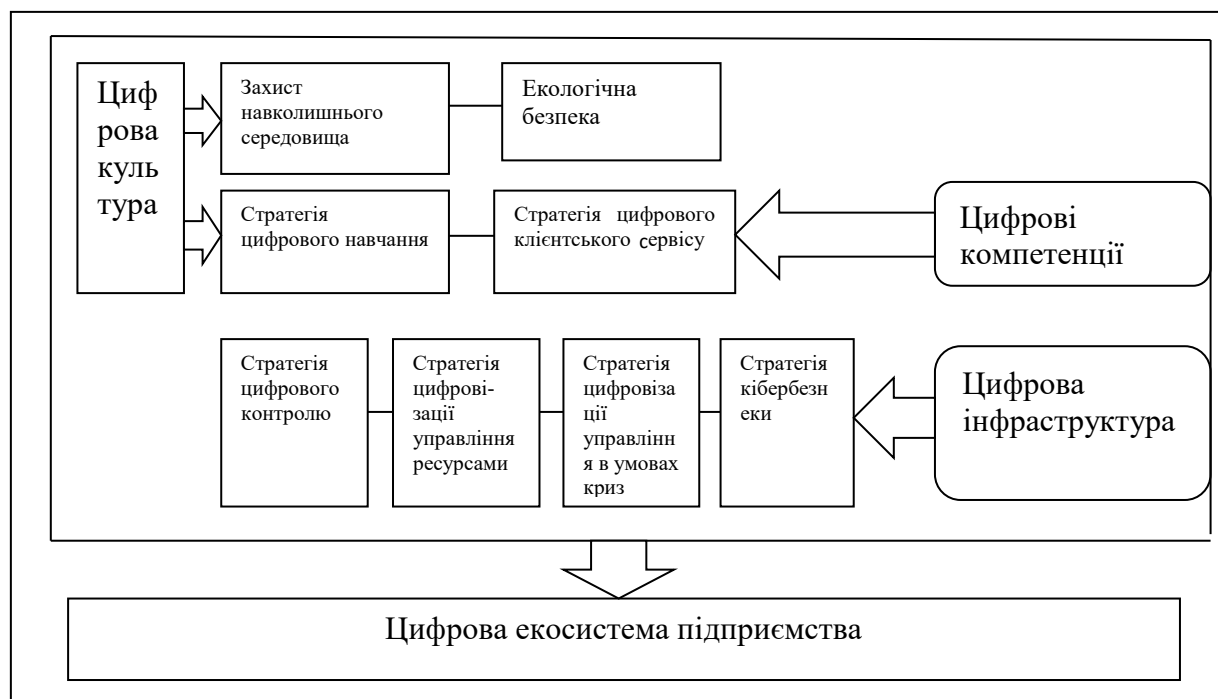 Циф
рова
куль
тура
Захист
навколишнього
середовища
Екологічна
безпека
Стратегія
цифрового навчання
Стратегія цифрового
клієнтського сервісу
Цифрові
компетенції
Стратегія
цифрового
контролю
Стратегія
цифрові-
зації
управління
ресурсами
Стратегія
цифровіза
ції
управлінн
я в умовах
криз
Стратегія
кібербезп
еки
Цифрова
інфраструктура
Цифрова екосистема підприємства